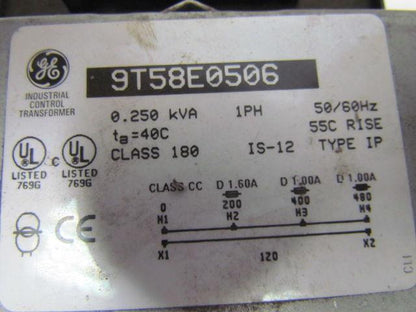 GE
9T58E0506
INDUSTRIAL
CONTROL
TRANSFORMER
0.250 kVA 1PH 50/60Hz
ta=40C 55C RISE
CLASS 180 IS-12 TYPE IP
UL c UL
LISTED LISTED
769G 769G
CLASS CC D 1.60A D 1.00A D 1.00A
0 200 400 480
H1 H2 H3 H4
X1 120 X2
CE
CLI